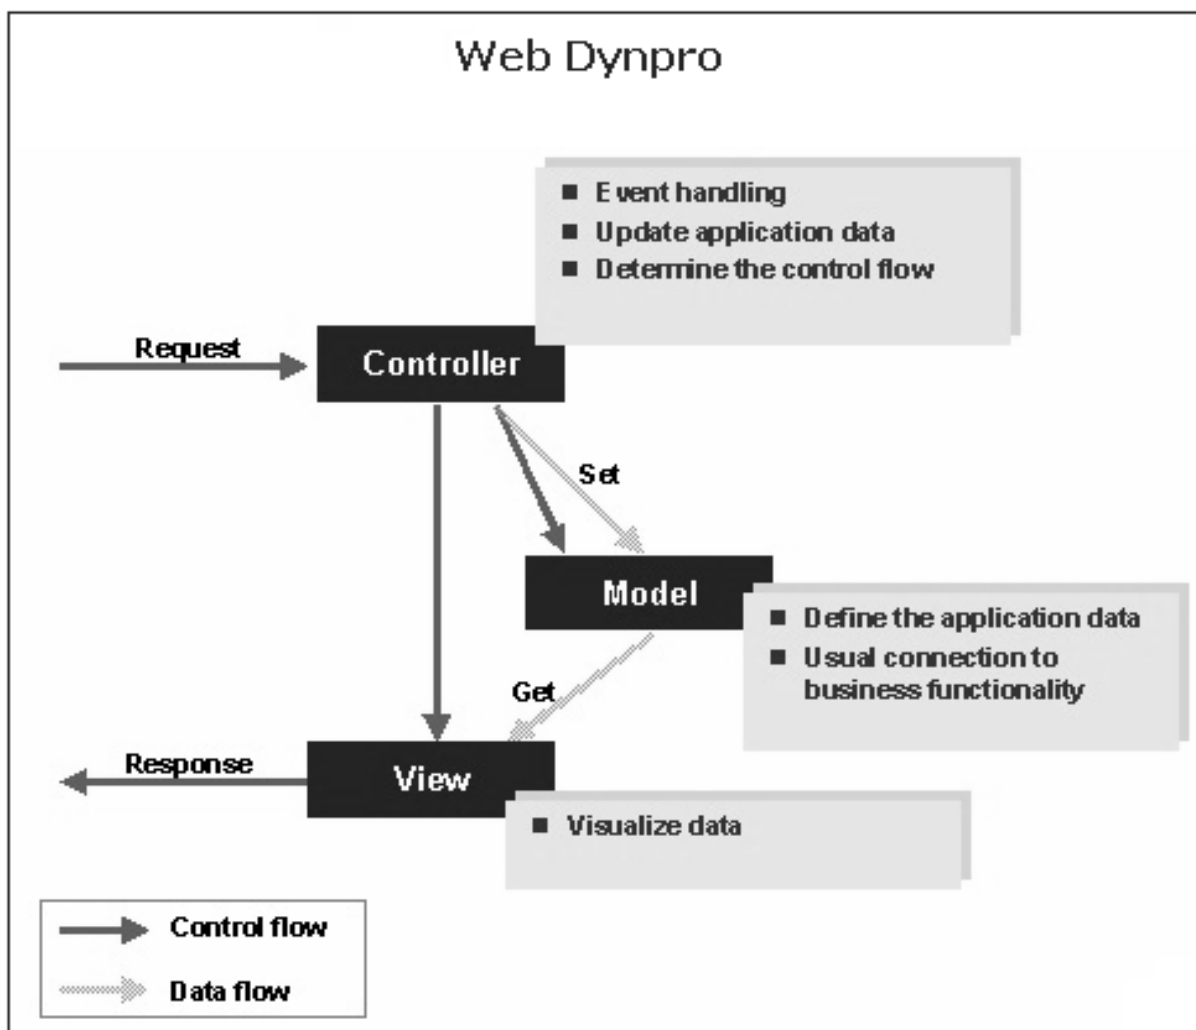 Web Dynpro
■ Event handling
■ Update application data
■ Determine the control flow
Request
Controller
Set
Model
■ Define the application data
■ Usual connection to
business functionality
Get
Response
View
■ Visualize data
Control flow
Data flow